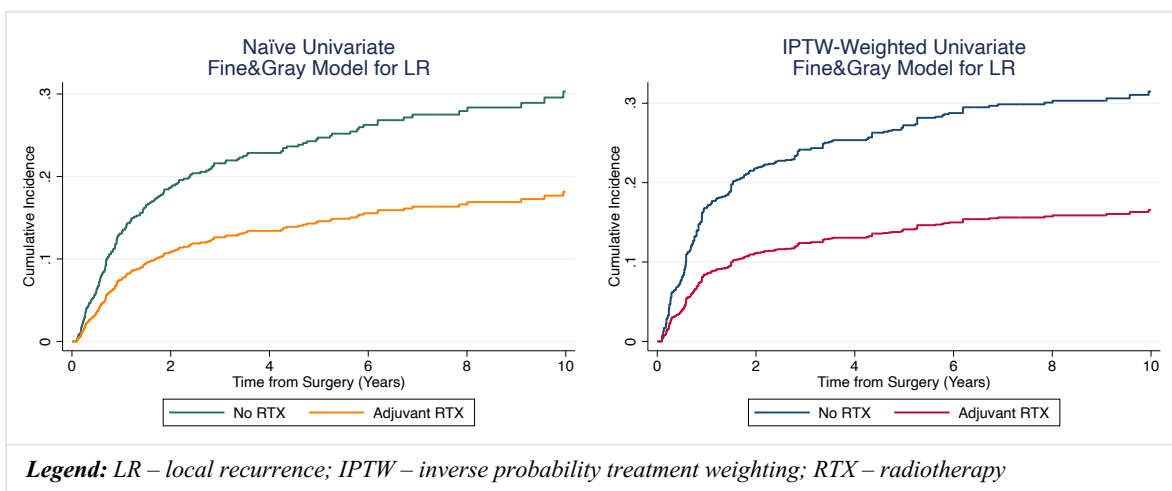 Naïve Univariate
Fine&Gray Model for LR
Cumulative Incidence
.3
.2
.1
0
0 2 4 6 8 10
Time from Surgery (Years)
No RTX Adjuvant RTX
IPTW-Weighted Univariate
Fine&Gray Model for LR
Cumulative Incidence
.3
.2
.1
0
0 2 4 6 8 10
Time from Surgery (Years)
No RTX Adjuvant RTX
Legend: LR – local recurrence; IPTW – inverse probability treatment weighting; RTX – radiotherapy